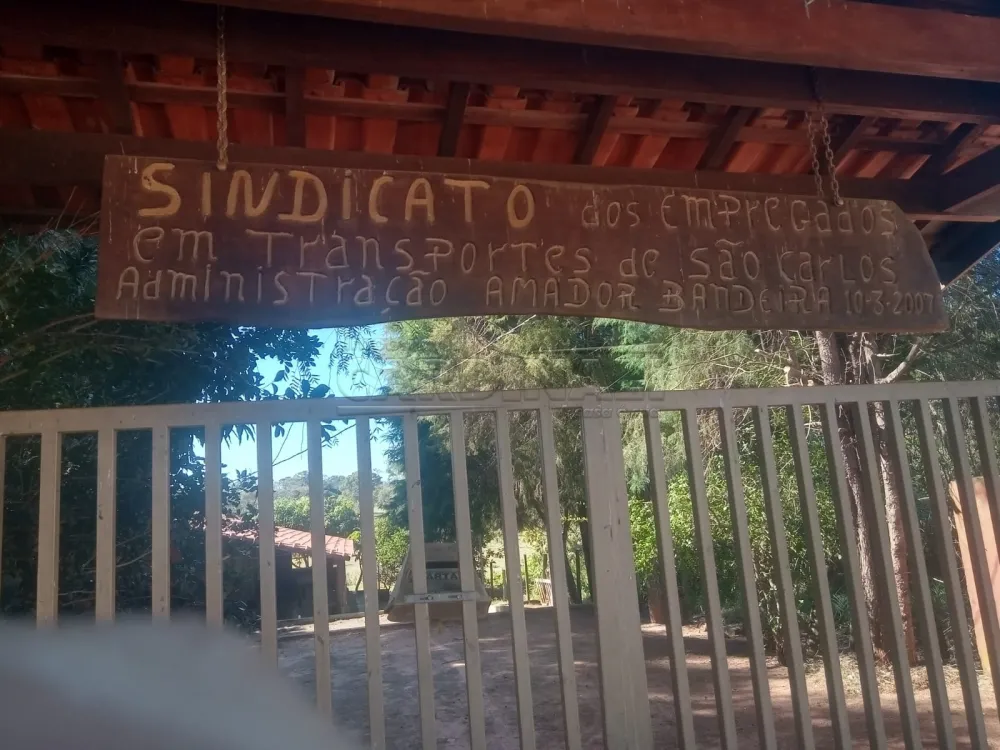 SINDICATO dos EMPREGAdos
em TransPORTes de são CarLos
AdministrAção AMADOR BANDEIRA 10-3-2007